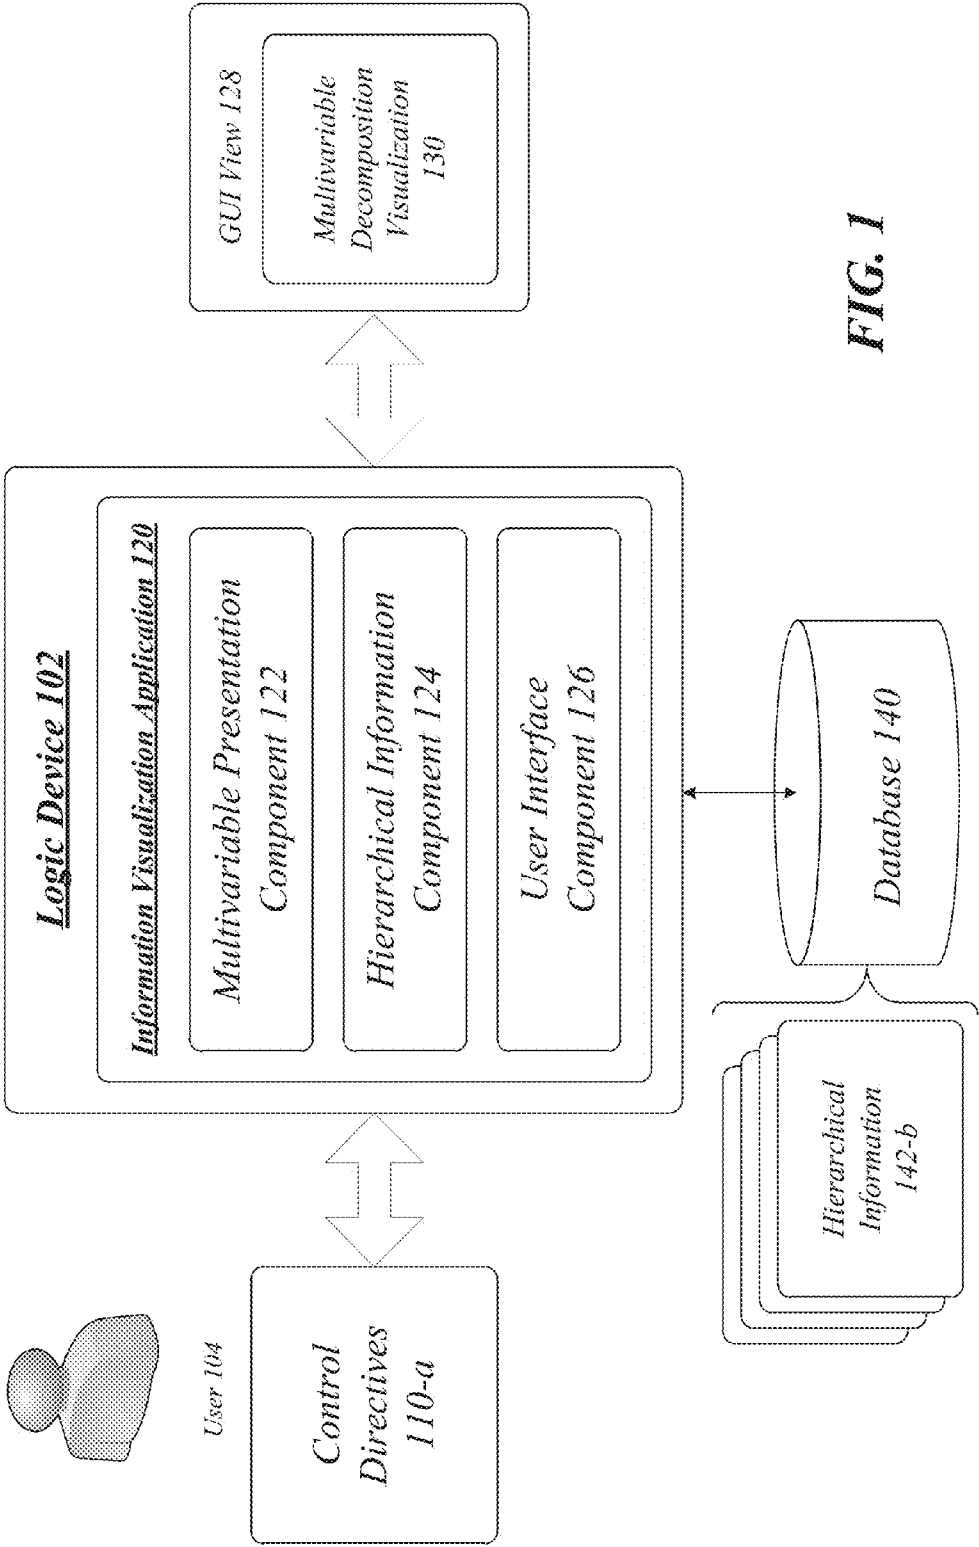 Logic Device 102
Information Visualization Application 120
Multivariable Presentation
Component 122
Hierarchical Information
Component 124
User Interface
Component 126
User 104
Control
Directives
110-a
GUI View 128
Multivariable
Decomposition
Visualization
130
Database 140
Hierarchical
Information
142-b
FIG. 1